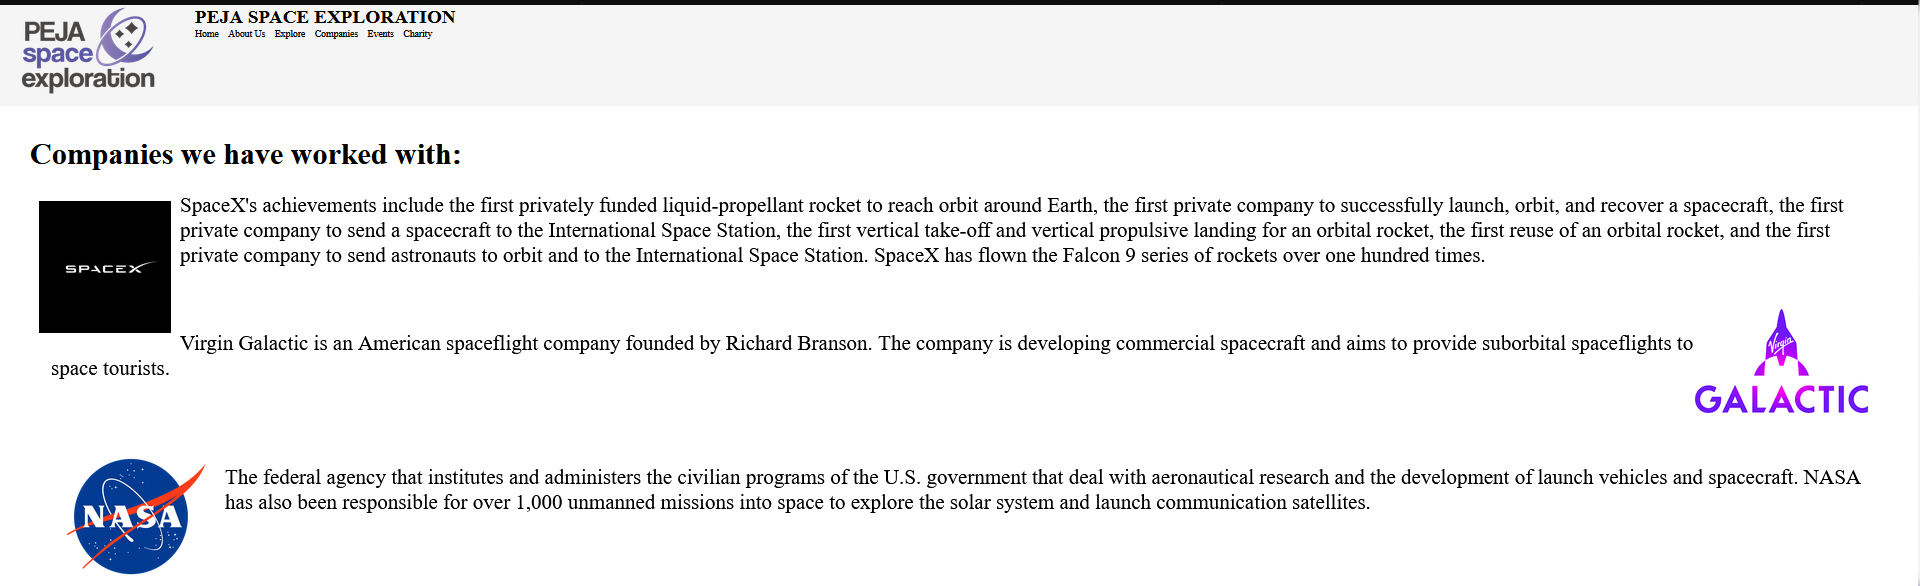 PEJA
space
exploration
PEJA SPACE EXPLORATION
Home About Us Explore Companies Events Charity
Companies we have worked with:
SPACEX
SpaceX's achievements include the first privately funded liquid-propellant rocket to reach orbit around Earth, the first private company to successfully launch, orbit, and recover a spacecraft, the first
private company to send a spacecraft to the International Space Station, the first vertical take-off and vertical propulsive landing for an orbital rocket, the first reuse of an orbital rocket, and the first
private company to send astronauts to orbit and to the International Space Station. SpaceX has flown the Falcon 9 series of rockets over one hundred times.
Virgin Galactic is an American spaceflight company founded by Richard Branson. The company is developing commercial spacecraft and aims to provide suborbital spaceflights to
space tourists.
Virgin
GALACTIC
NASA
The federal agency that institutes and administers the civilian programs of the U.S. government that deal with aeronautical research and the development of launch vehicles and spacecraft. NASA
has also been responsible for over 1,000 unmanned missions into space to explore the solar system and launch communication satellites.